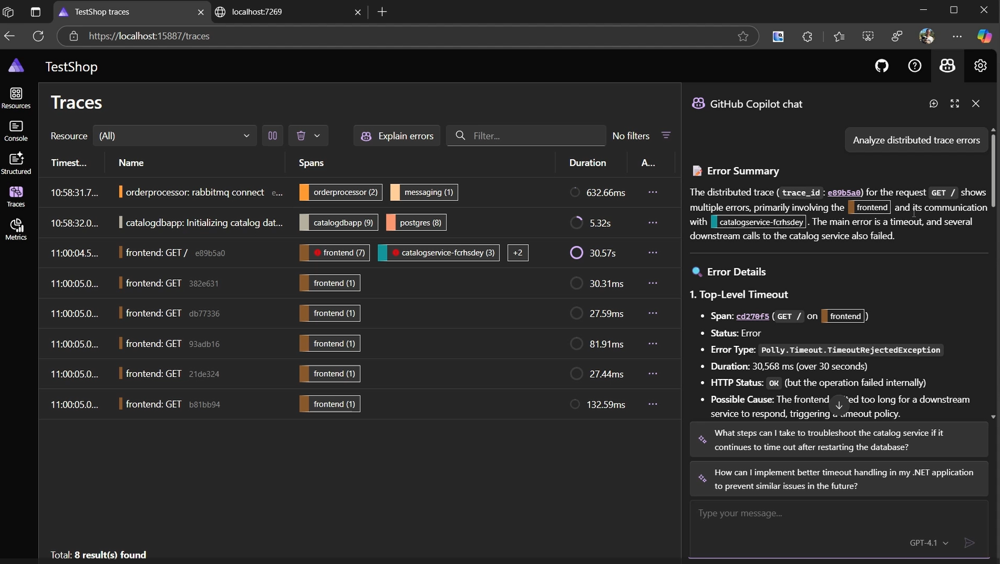 TestShop traces
localhost:7269
https://localhost:15887/traces
TestShop
Resources
Console
Structured
Traces
Metrics
Traces
Resource (All) Explain errors Filter... No filters
Timest... Name Spans Duration A...
10:58:31.7... orderprocessor: rabbitmq connect e... orderprocessor (2) messaging (1) 632.66ms ...
10:58:32.0... catalogdbapp: Initializing catalog dat... catalogdbapp (9) postgres (8) 5.32s ...
11:00:04.5... frontend: GET / e89b5a0 frontend (7) catalogservice-fcrhsdey (3) +2 30.57s ...
11:00:05.0... frontend: GET 382e631 frontend (1) 30.31ms ...
11:00:05.0... frontend: GET db77336 frontend (1) 27.59ms ...
11:00:05.0... frontend: GET 93adb16 frontend (1) 81.91ms ...
11:00:05.0... frontend: GET 21de324 frontend (1) 27.44ms ...
11:00:05.0... frontend: GET b81bb94 frontend (1) 132.59ms ...
Total: 8 result(s) found
GitHub Copilot chat
Analyze distributed trace errors
Error Summary
The distributed trace ( trace_id : e89b5a0) for the request GET / shows
multiple errors, primarily involving the frontend and its communication
with catalogservice-fcrhsdey . The main error is a timeout, and several
downstream calls to the catalog service also failed.
Error Details
1. Top-Level Timeout
• Span: cd270f5 ( GET / on frontend )
• Status: Error
• Error Type: Polly.Timeout.TimeoutRejectedException
• Duration: 30,568 ms (over 30 seconds)
• HTTP Status: OK (but the operation failed internally)
• Possible Cause: The frontend too long for a downstream
service to respond, triggering a timeout policy.
What steps can I take to troubleshoot the catalog service if it
continues to time out after restarting the database?
How can I implement better timeout handling in my .NET application
to prevent similar issues in the future?
Type your message...
GPT-4.1